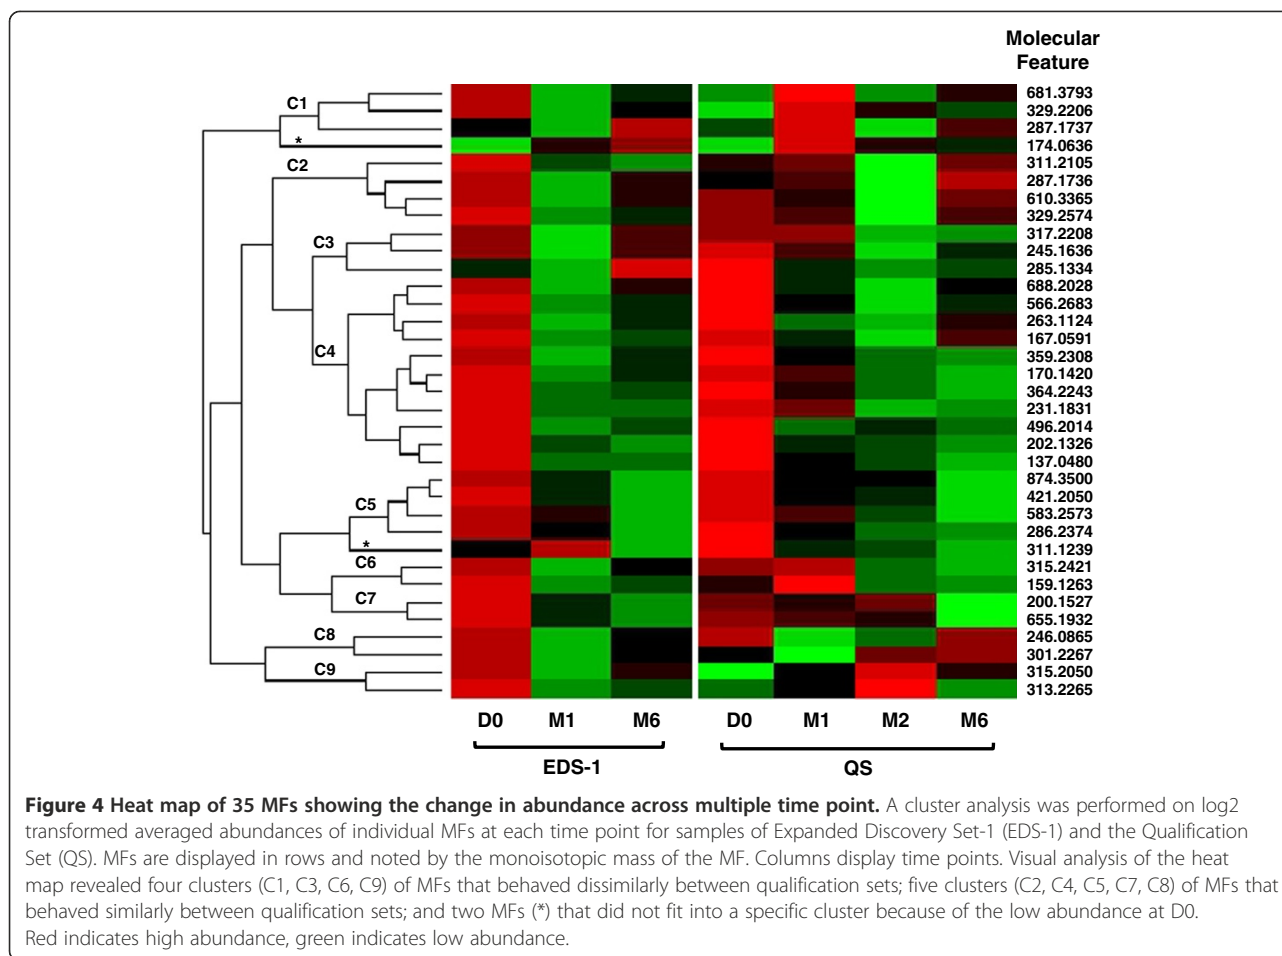 Molecular
Feature
C1
*
C2
C3
C4
C5
*
C6
C7
C8
C9
681.3793
329.2206
287.1737
174.0636
311.2105
287.1736
610.3365
329.2574
317.2208
245.1636
285.1334
688.2028
566.2683
263.1124
167.0591
359.2308
170.1420
364.2243
231.1831
496.2014
202.1326
137.0480
874.3500
421.2050
583.2573
286.2374
311.1239
315.2421
159.1263
200.1527
655.1932
246.0865
301.2267
315.2050
313.2265
D0 M1 M6 D0 M1 M2 M6
EDS-1 QS
Figure 4 Heat map of 35 MFs showing the change in abundance across multiple time point. A cluster analysis was performed on log2
transformed averaged abundances of individual MFs at each time point for samples of Expanded Discovery Set-1 (EDS-1) and the Qualification
Set (QS). MFs are displayed in rows and noted by the monoisotopic mass of the MF. Columns display time points. Visual analysis of the heat
map revealed four clusters (C1, C3, C6, C9) of MFs that behaved dissimilarly between qualification sets; five clusters (C2, C4, C5, C7, C8) of MFs that
behaved similarly between qualification sets; and two MFs (*) that did not fit into a specific cluster because of the low abundance at D0.
Red indicates high abundance, green indicates low abundance.